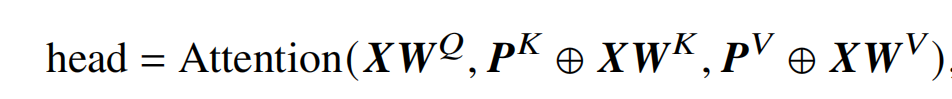 head = Attention(XW^Q, P^K ⊕ XW^K, P^V ⊕ XW^V).